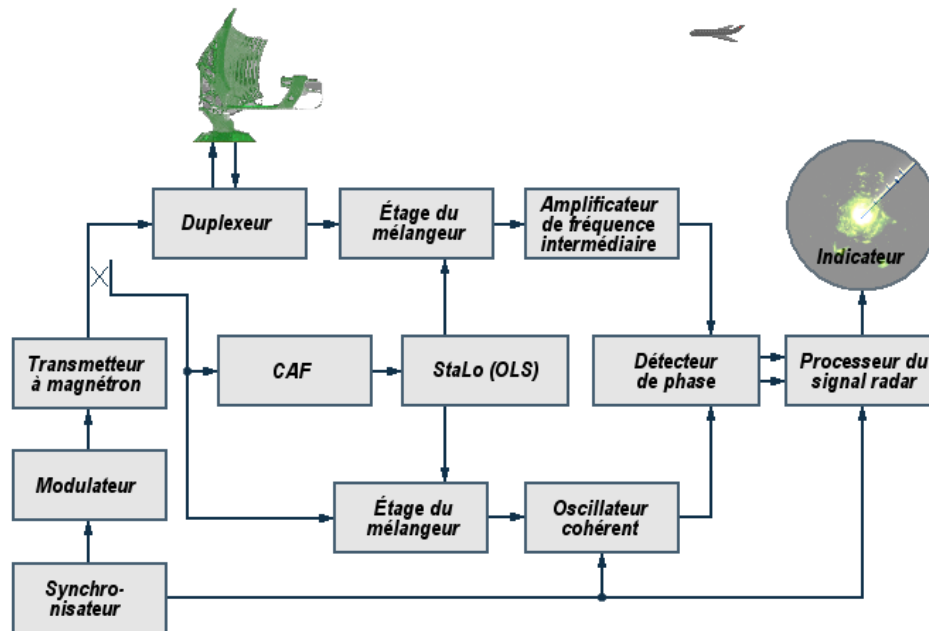 Duplexeur
Étage du
mélangeur
Amplificateur
de fréquence
intermédiaire
Indicateur
Transmetteur
à magnétron
CAF
StaLo (OLS)
Détecteur
de phase
Processeur du
signal radar
Modulateur
Étage du
mélangeur
Oscillateur
cohérent
Synchro-
nisateur